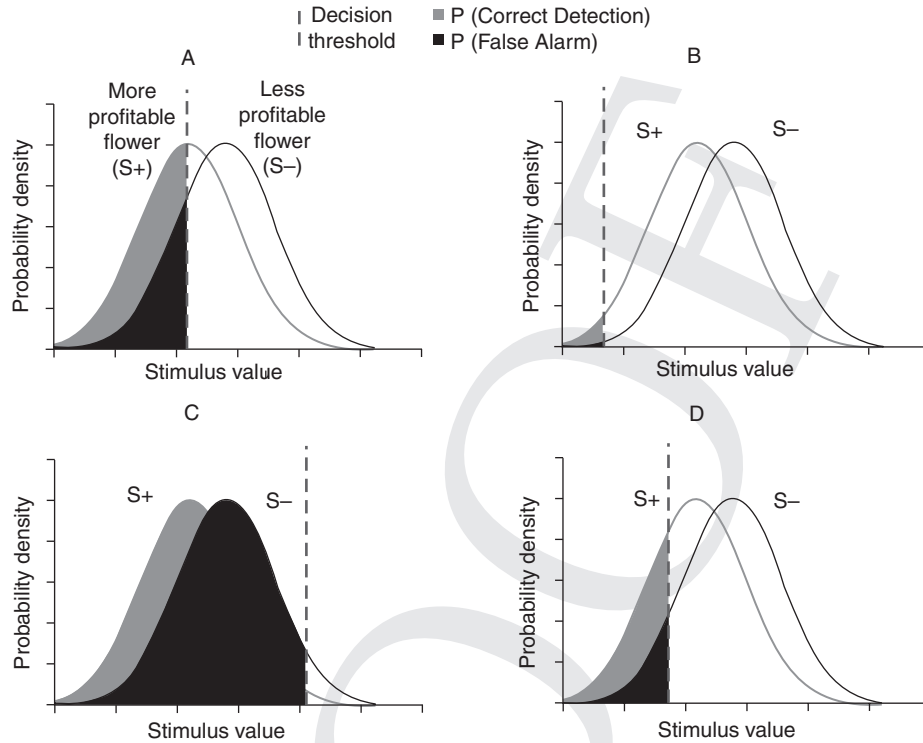 Decision
threshold
P (Correct Detection)
P (False Alarm)
A
More
profitable
flower
(S+)
Less
profitable
flower
(S–)
Probability density
Stimulus value
B
S+
S–
Probability density
Stimulus value
C
S+
S–
Probability density
Stimulus value
D
S+
S–
Probability density
Stimulus value